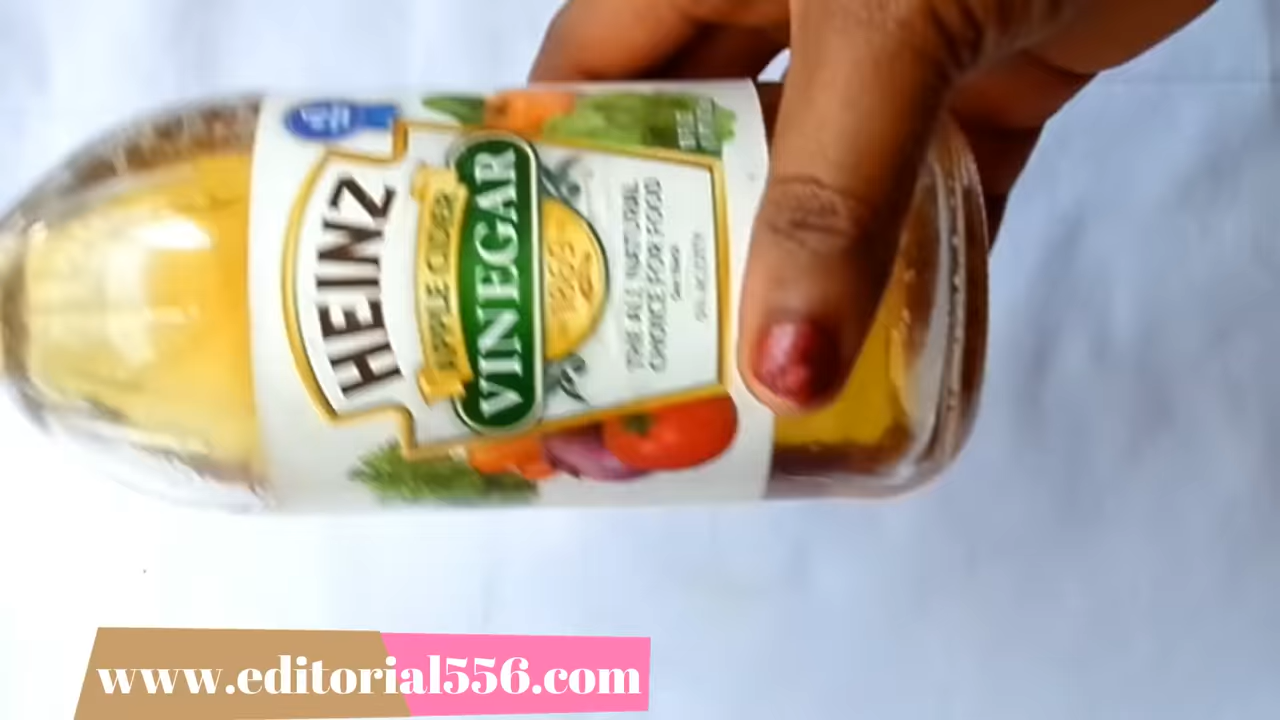 HEINZ
APPLE CIDER
VINEGAR
THE ALL NATURAL
CHOICE FOR FOOD
www.editorial556.com